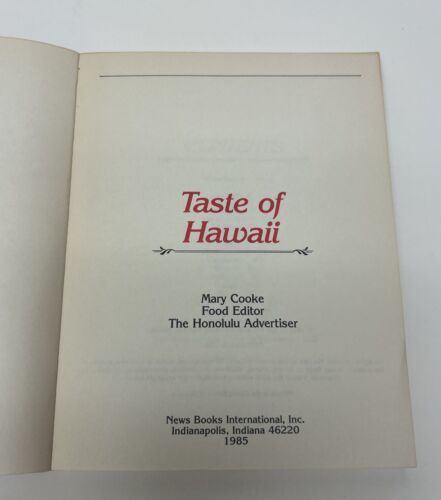 Taste of
Hawaii
Mary Cooke
Food Editor
The Honolulu Advertiser
News Books International, Inc.
Indianapolis, Indiana 46220
1985